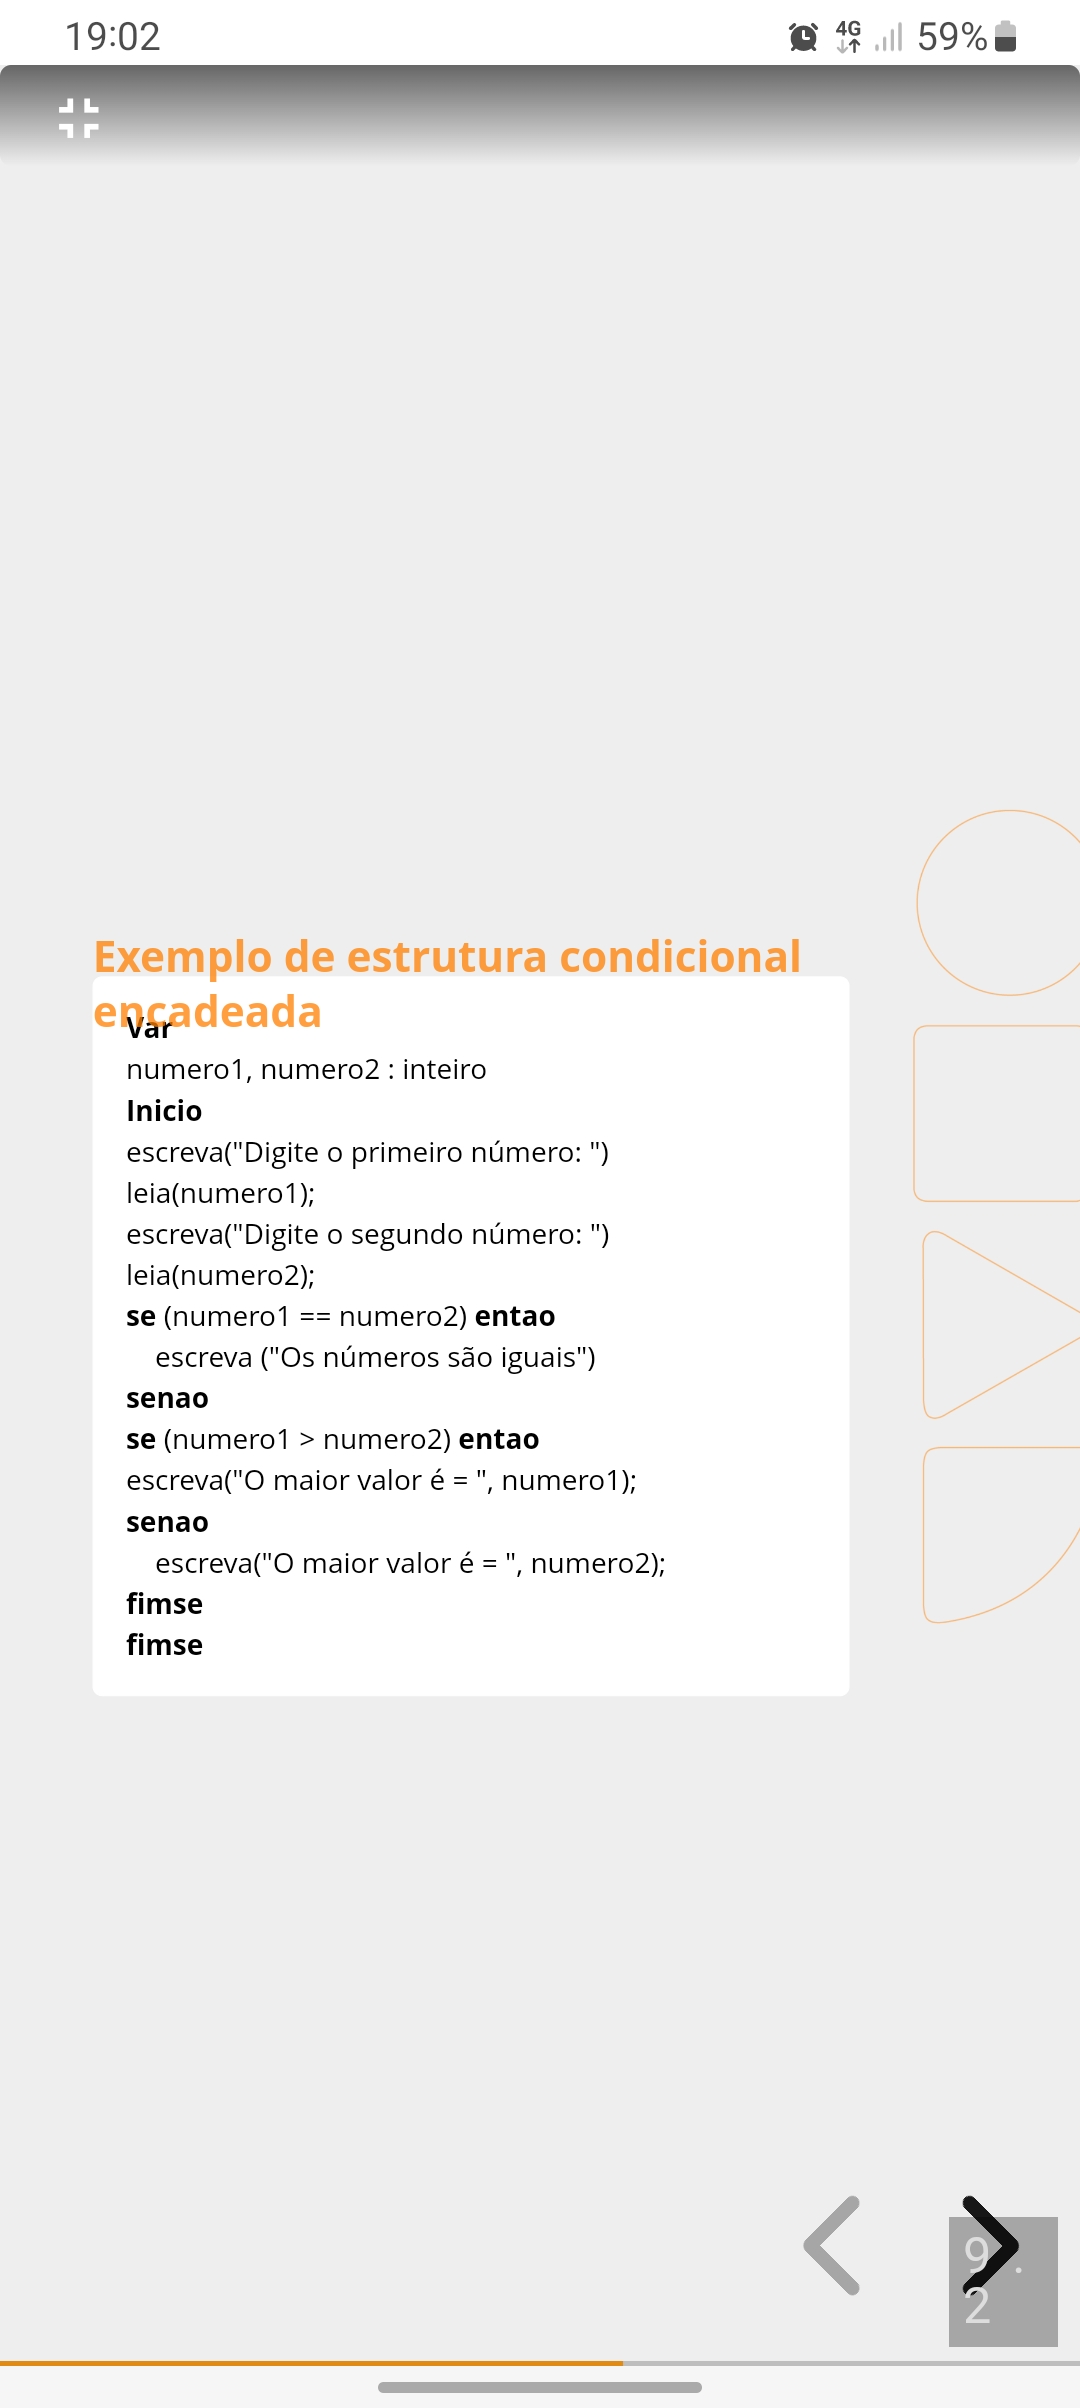 19:02
4G
59%
Exemplo de estrutura condicional
encadeada
Var
numero1, numero2 : inteiro
Inicio
escreva("Digite o primeiro número: ")
leia(numero1);
escreva("Digite o segundo número: ")
leia(numero2);
se (numero1 == numero2) entao
escreva ("Os números são iguais")
senao
se (numero1 > numero2) entao
escreva("O maior valor é = ", numero1);
senao
escreva("O maior valor é = ", numero2);
fimse
fimse
9 .
2